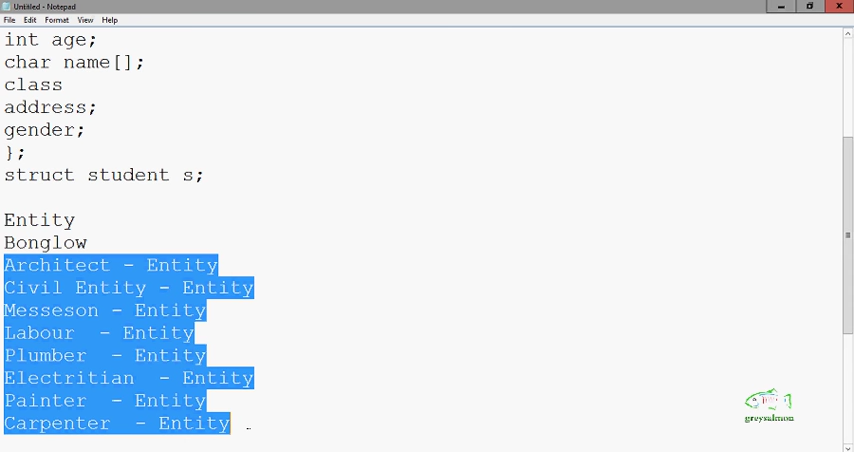 Untitled - Notepad
File Edit Format View Help
int age;
char name[];
class
address;
gender;
};
struct student s;
Entity
Bonglow
Architect - Entity
Civil Entity - Entity
Messeson - Entity
Labour - Entity
Plumber - Entity
Electritian - Entity
Painter - Entity
Carpenter - Entity
greysalmon